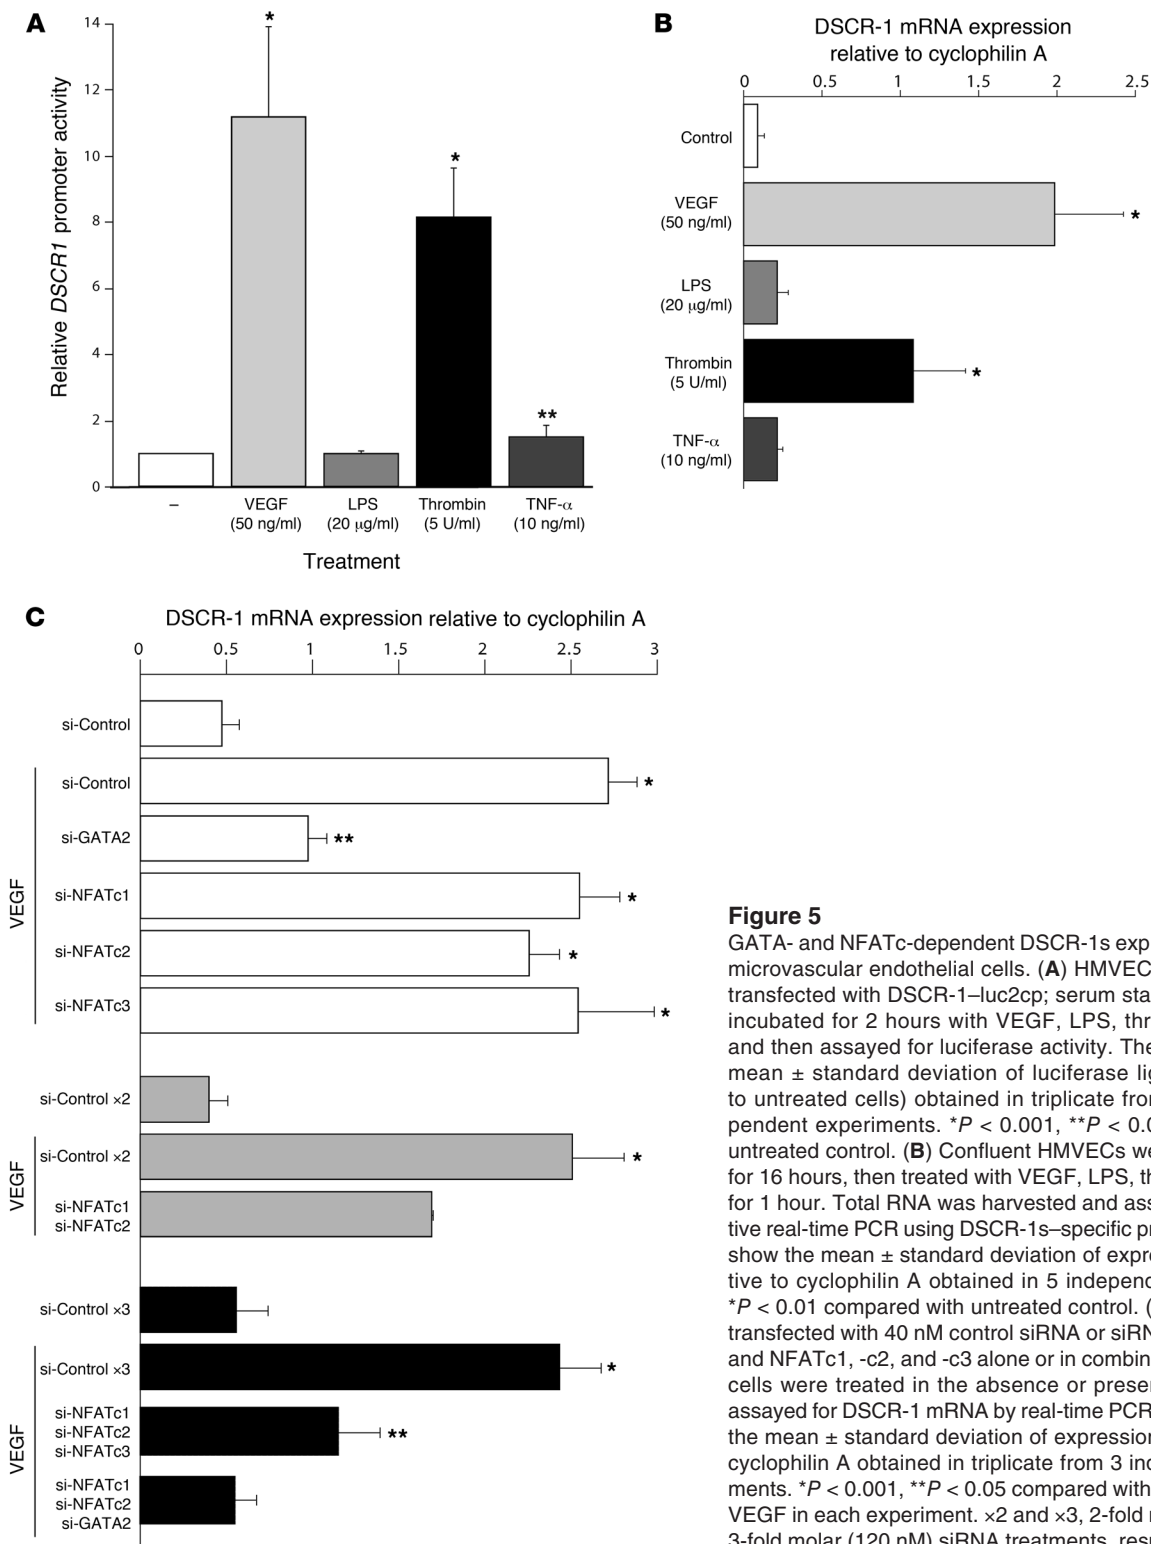 A
14
12
10
8
6
4
2
0
Relative DSCR1 promoter activity
*
*
**
– VEGF LPS Thrombin TNF-α
(50 ng/ml) (20 µg/ml) (5 U/ml) (10 ng/ml)
Treatment
B
DSCR-1 mRNA expression
relative to cyclophilin A
0 0.5 1 1.5 2 2.5
Control
VEGF
(50 ng/ml)
*
LPS
(20 µg/ml)
Thrombin
(5 U/ml)
*
TNF-α
(10 ng/ml)
C
DSCR-1 mRNA expression relative to cyclophilin A
0 0.5 1 1.5 2 2.5 3
si-Control
VEGF
si-Control *
si-GATA2 **
si-NFATc1 *
si-NFATc2 *
si-NFATc3 *
si-Control ×2
VEGF
si-Control ×2 *
si-NFATc1
si-NFATc2
si-Control ×3
VEGF
si-Control ×3 *
si-NFATc1
si-NFATc2 **
si-NFATc3
si-NFATc1
si-NFATc2
si-GATA2
Figure 5
GATA- and NFATc-dependent DSCR-1s exp
microvascular endothelial cells. (A) HMVEC
transfected with DSCR-1–luc2cp; serum sta
incubated for 2 hours with VEGF, LPS, thr
and then assayed for luciferase activity. The
mean ± standard deviation of luciferase lig
to untreated cells) obtained in triplicate from
pendent experiments. *P < 0.001, **P < 0.0
untreated control. (B) Confluent HMVECs we
for 16 hours, then treated with VEGF, LPS, th
for 1 hour. Total RNA was harvested and ass
tive real-time PCR using DSCR-1s–specific pr
show the mean ± standard deviation of expre
tive to cyclophilin A obtained in 5 independ
*P < 0.01 compared with untreated control. (
transfected with 40 nM control siRNA or siRN
and NFATc1, -c2, and -c3 alone or in combin
cells were treated in the absence or preser
assayed for DSCR-1 mRNA by real-time PCR
the mean ± standard deviation of expression
cyclophilin A obtained in triplicate from 3 inc
ments. *P < 0.001, **P < 0.05 compared with
VEGF in each experiment. ×2 and ×3, 2-fold r
3-fold molar (120 nM) siRNA treatments, resp